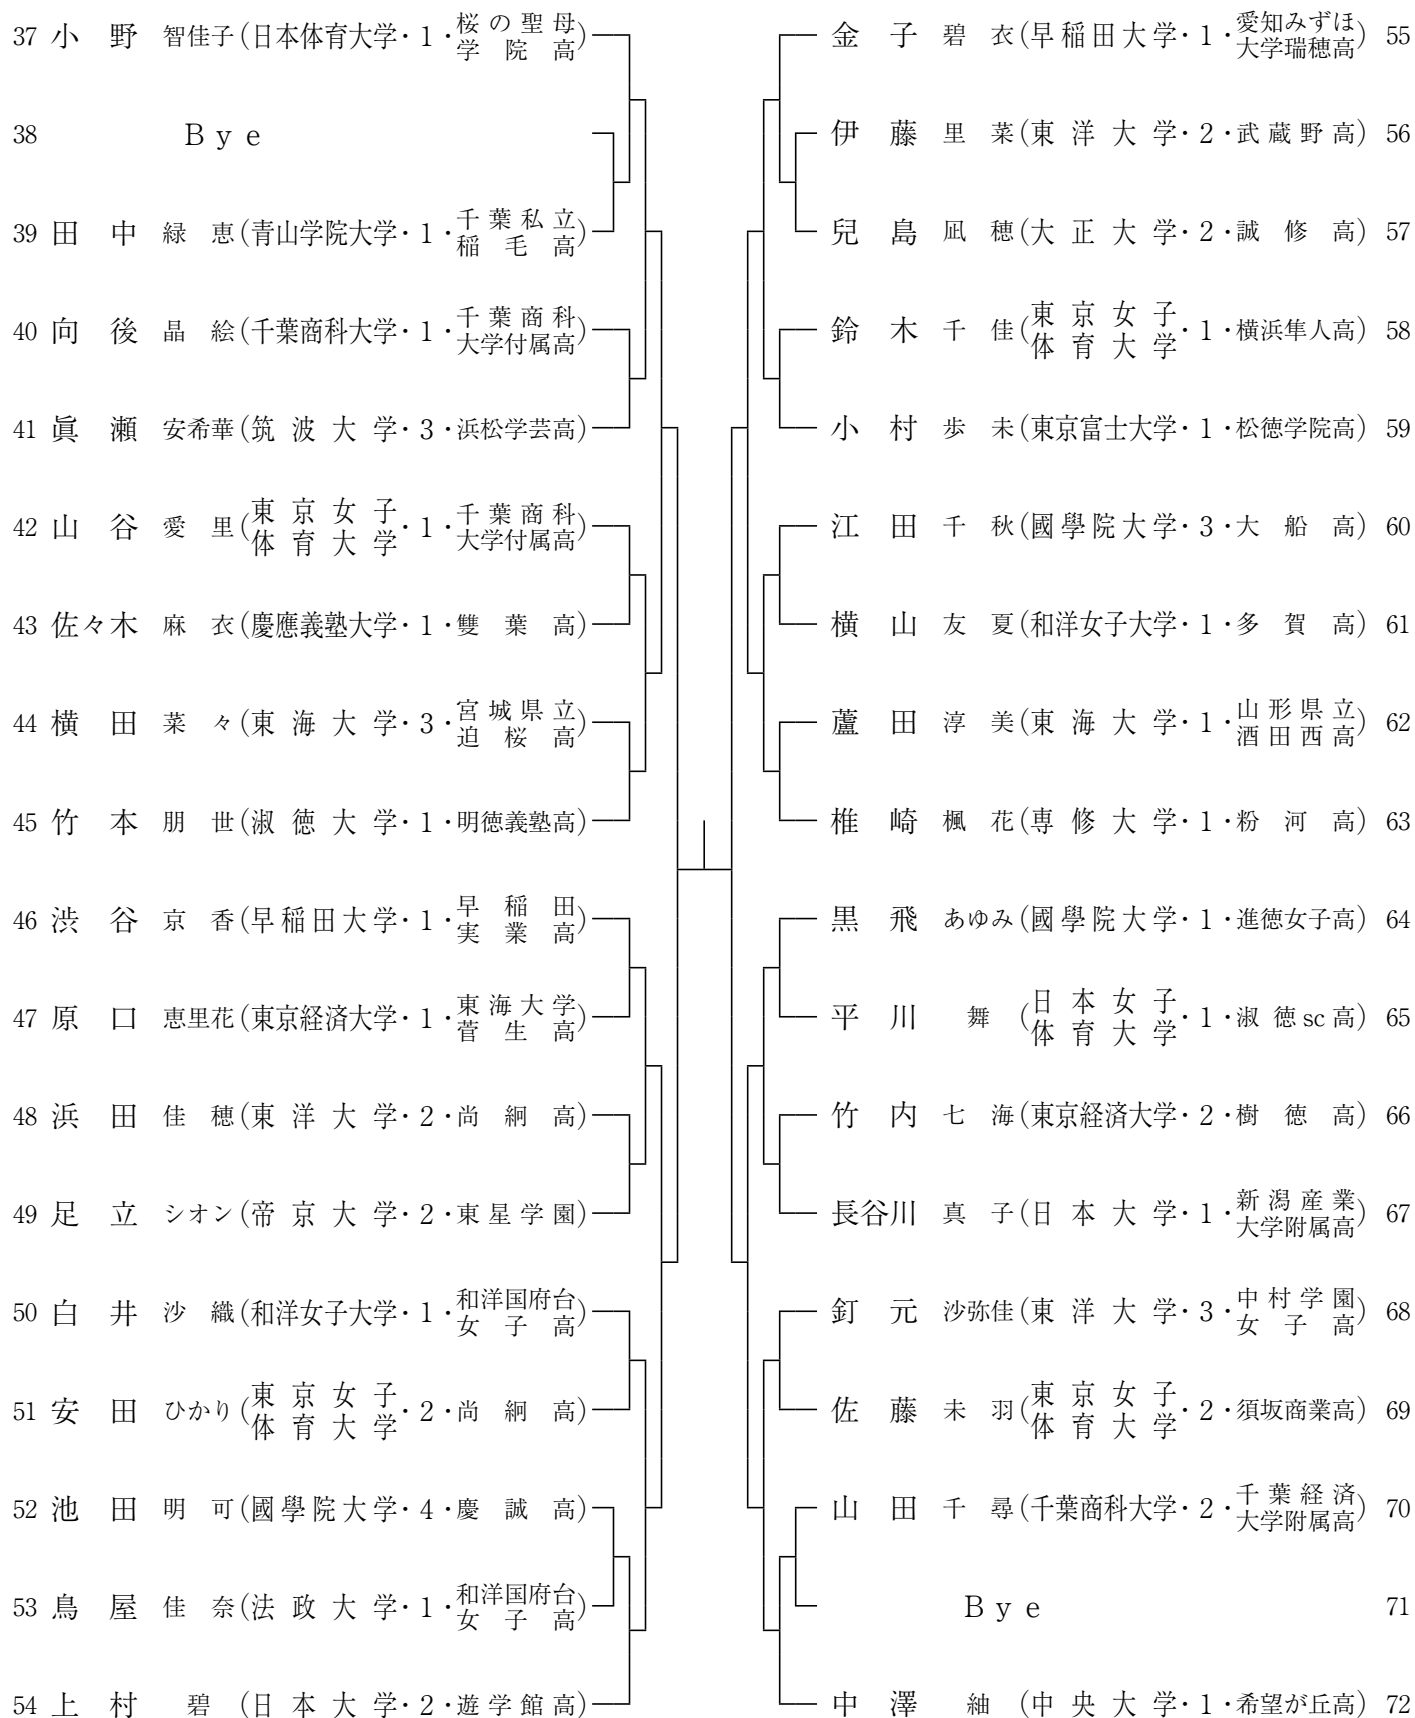 37 小野 智佳子(日本体育大学・1・桜の聖母学院高)
38 Bye
39 田中 緑恵(青山学院大学・1・千葉私立稲毛高)
40 向後 晶絵(千葉商科大学・1・千葉商科大学付属高)
41 眞瀬 安希華(筑波大学・3・浜松学芸高)
42 山谷 愛里(東京女子体育大学・1・千葉商科大学付属高)
43 佐々木 麻衣(慶應義塾大学・1・雙葉高)
44 横田 菜々(東海大学・3・宮城県立迫桜高)
45 竹本 朋世(淑徳大学・1・明徳義塾高)
46 渋谷 京香(早稲田大学・1・早稲田実業高)
47 原口 恵里花(東京経済大学・1・東海大学菅生高)
48 浜田 佳穂(東洋大学・2・尚絅高)
49 足立 シオン(帝京大学・2・東星学園)
50 白井 沙織(和洋女子大学・1・和洋国府台女子高)
51 安田 ひかり(東京女子体育大学・2・尚絅高)
52 池田 明可(國學院大学・4・慶誠高)
53 鳥屋 佳奈(法政大学・1・和洋国府台女子高)
54 上村 碧(日本大学・2・遊学館高)
金子 碧衣(早稲田大学・1・愛知みずほ大学瑞穂高) 55
伊藤 里菜(東洋大学・2・武蔵野高) 56
兒島 凪穂(大正大学・2・誠修高) 57
鈴木 千佳(東京女子体育大学・1・横浜隼人高) 58
小村 歩未(東京富士大学・1・松徳学院高) 59
江田 千秋(國學院大学・3・大船高) 60
横山 友夏(和洋女子大学・1・多賀高) 61
蘆田 淳美(東海大学・1・山形県立酒田西高) 62
椎崎 楓花(専修大学・1・粉河高) 63
黒飛 あゆみ(國學院大学・1・進徳女子高) 64
平川 舞(日本女子体育大学・1・淑徳sc高) 65
竹内 七海(東京経済大学・2・樹徳高) 66
長谷川 真子(日本大学・1・新潟産業大学附属高) 67
釘元 沙弥佳(東洋大学・3・中村学園女子高) 68
佐藤 未羽(東京女子体育大学・2・須坂商業高) 69
山田 千尋(千葉商科大学・2・千葉経済大学附属高) 70
Bye 71
中澤 紬(中央大学・1・希望が丘高) 72